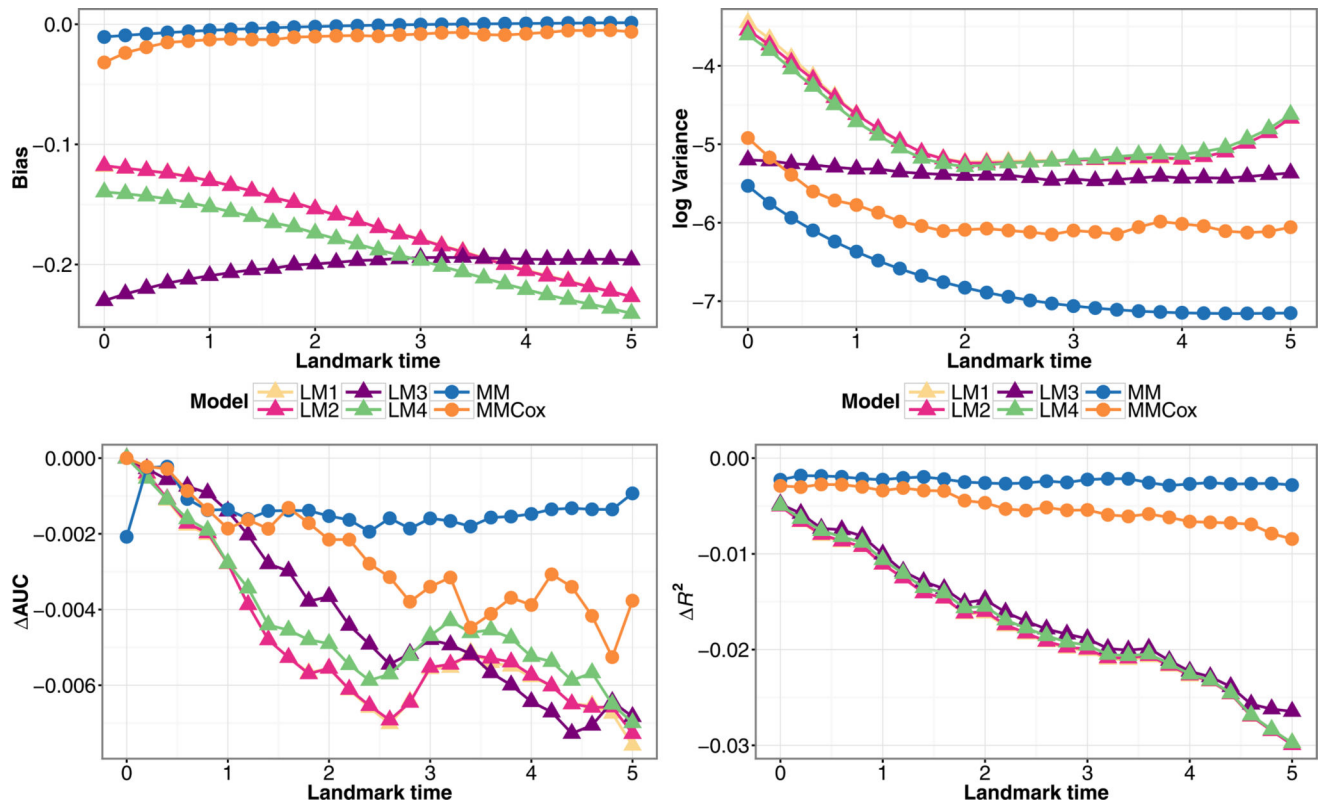 0.0
−0.1
−0.2
Bias
0 1 2 3 4 5
Landmark time
−4
−5
−6
−7
log Variance
0 1 2 3 4 5
Landmark time
Model LM1 LM3 MM
LM2 LM4 MMCox
Model LM1 LM3 MM
LM2 LM4 MMCox
0.000
−0.002
−0.004
−0.006
ΔAUC
0 1 2 3 4 5
Landmark time
0.00
−0.01
−0.02
−0.03
ΔR²
0 1 2 3 4 5
Landmark time